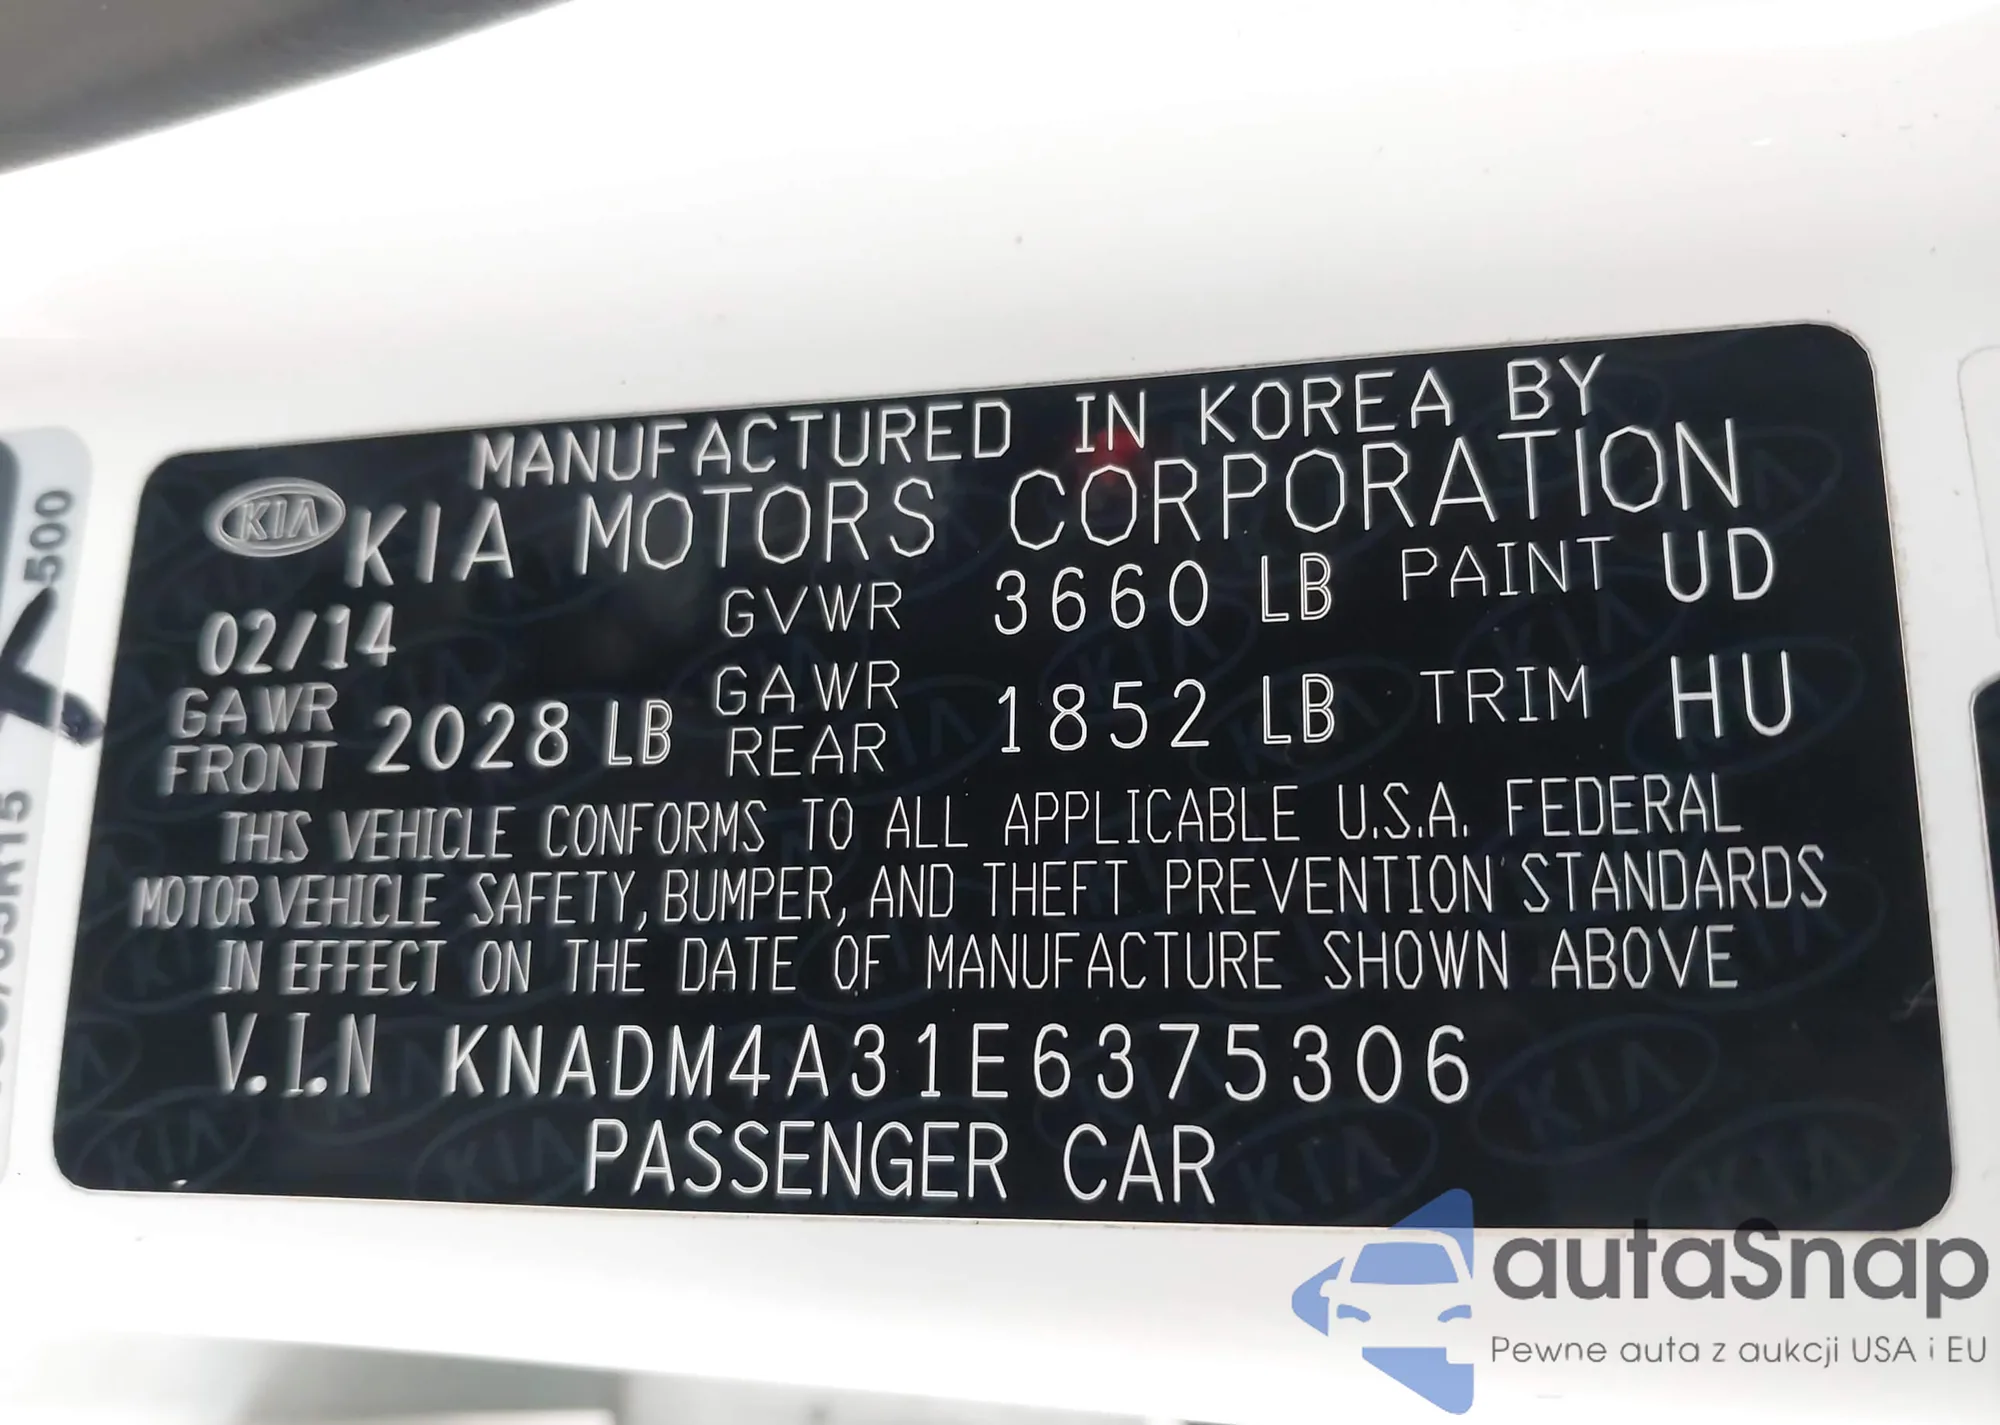 MANUFACTURED IN KOREA BY
KIA KIA MOTORS CORPORATION
02/14 GVWR 3660 LB PAINT UD
GAWR FRONT 2028 LB GAWR REAR 1852 LB TRIM HU
THIS VEHICLE CONFORMS TO ALL APPLICABLE U.S.A. FEDERAL
MOTOR VEHICLE SAFETY, BUMPER, AND THEFT PREVENTION STANDARDS
IN EFFECT ON THE DATE OF MANUFACTURE SHOWN ABOVE
V.I.N KNADM4A31E6375306
PASSENGER CAR
500
autaSnap
Pewne auta z aukcji USA i EU